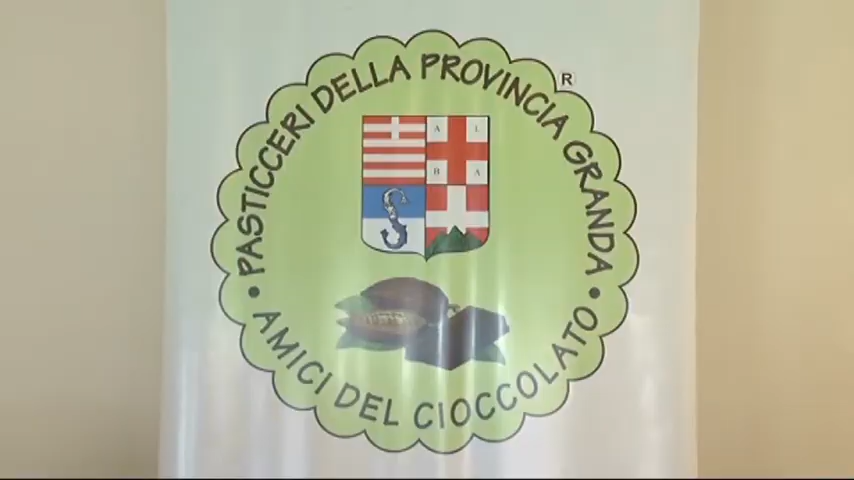 PASTICCERI DELLA PROVINCIA GRANDA
R
A L
B A
• AMICI DEL CIOCCOLATO •